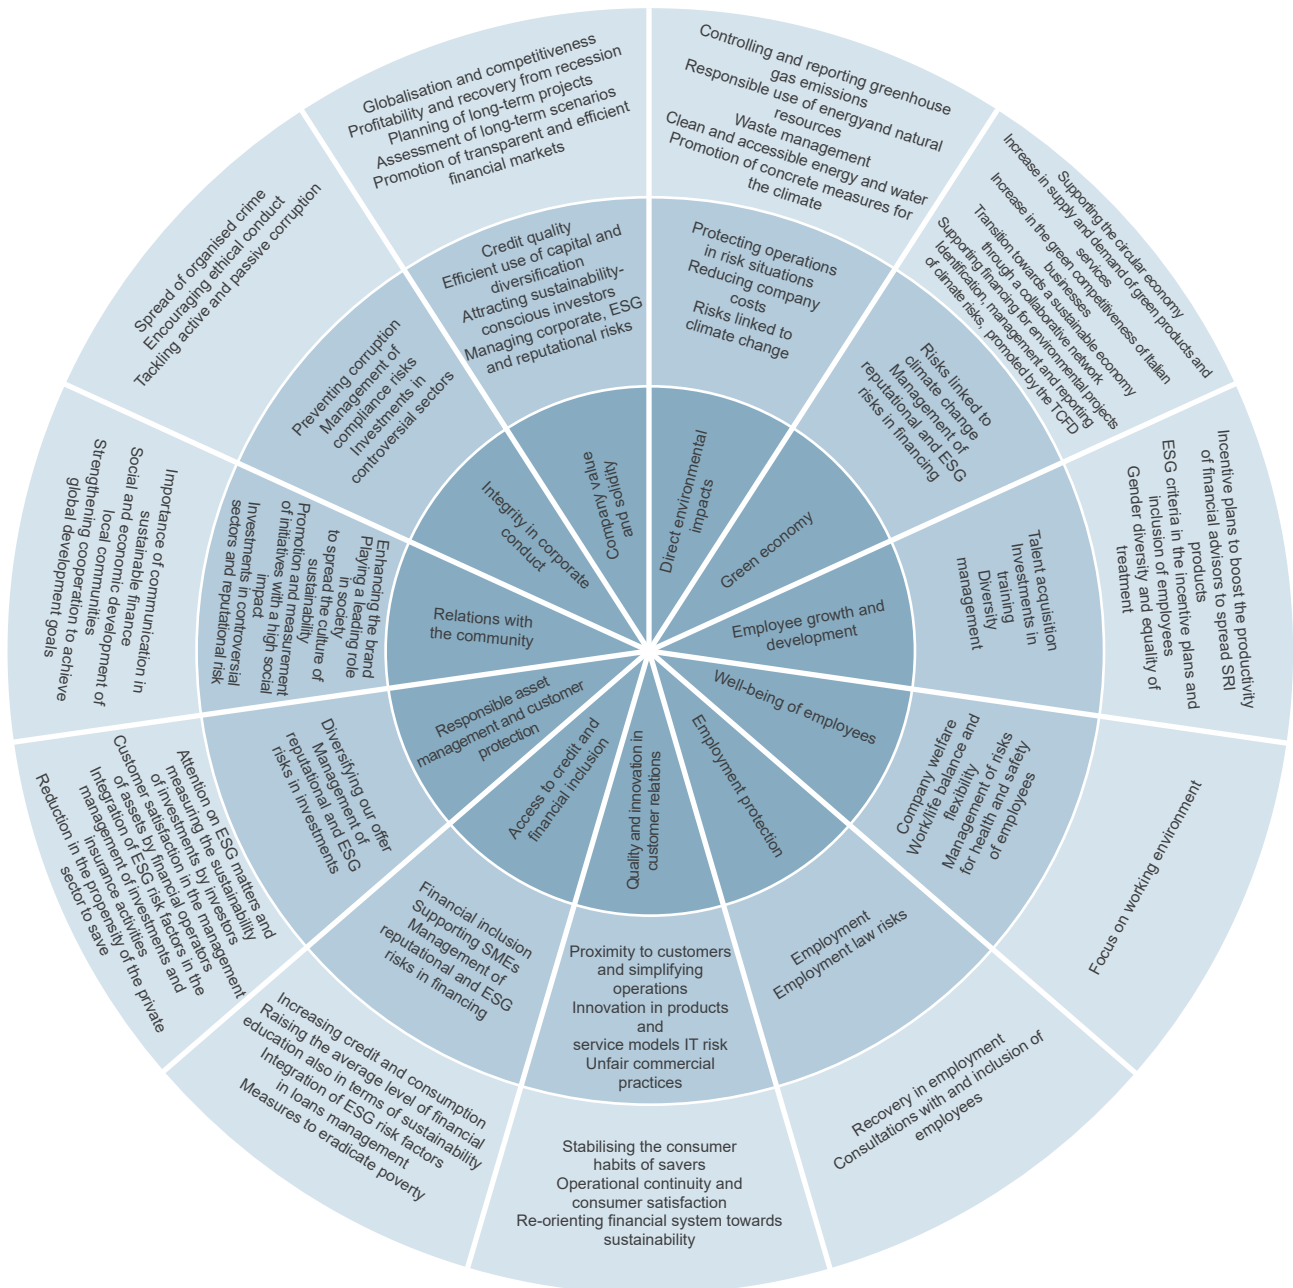 Controlling and reporting greenhouse
gas emissions
Responsible use of energyand natural
resources
Waste management
Clean and accessible energy and water
Promotion of concrete measures for
the climate
Protecting operations
in risk situations
Reducing company
costs
Risks linked to
climate change
Direct environmental
impacts
Supporting the circular economy
Increase in supply and demand of green products and
services
Increase in the green competitiveness of Italian
businesses
Transition towards a sustainable economy
through a collaborative network
Supporting financing for environmental projects
Identification, management and reporting
of climate risks, promoted by the TCFD
Risks linked to
climate change
Management of
reputational and ESG
risks in financing
Green economy
Incentive plans to boost the productivity
of financial advisors to spread SRI
products
ESG criteria in the incentive plans and
inclusion of employees
Gender diversity and equality of
treatment
Talent acquisition
Investments in
training
Diversity
management
Employee growth and
development
Focus on working environment
Company welfare
Work/life balance and
flexibility
Management of risks
for health and safety
of employees
Well-being of employees
Recovery in employment
Consultations with and inclusion of
employees
Employment
Employment law risks
Employment protection
Quality and innovation in
customer relations
Proximity to customers
and simplifying
operations
Innovation in products
and
service models IT risk
Unfair commercial
practices
Stabilising the consumer
habits of savers
Operational continuity and
consumer satisfaction
Re-orienting financial system towards
sustainability
Access to credit and
financial inclusion
Financial inclusion
Supporting SMEs
Management of
reputational and ESG
risks in financing
Increasing credit and consumption
Raising the average level of financial
education also in terms of sustainability
Integration of ESG risk factors
in loans management
Measures to eradicate poverty
Responsible asset
management and customer
protection
Diversifying our offer
Management of
reputational and ESG
risks in investments
Attention on ESG matters and
measuring the sustainability
of investments by investors
Customer satisfaction in the management
of assets by financial operators
Integration of ESG risk factors in the
management of investments and
insurance activities
Reduction in the propensity of the private
sector to save
Relations with
the community
Enhancing the brand
Playing a leading role
in society
to spread the culture of
sustainability
Promotion and measurement
of initiatives with a high social
impact
Investments in controversial
sectors and reputational risk
Importance of communication in
sustainable finance
Social and economic development of
local communities
Strengthening cooperation to achieve
global development goals
Integrity in corporate
conduct
Preventing corruption
Management of
compliance risks
Investments in
controversial sectors
Spread of organised crime
Encouraging ethical conduct
Tackling active and passive corruption
Company value
and solidity
Credit quality
Efficient use of capital and
diversification
Attracting sustainability-
conscious investors
Managing corporate, ESG
and reputational risks
Globalisation and competitiveness
Profitability and recovery from recession
Planning of long-term projects
Assessment of long-term scenarios
Promotion of transparent and efficient
financial markets